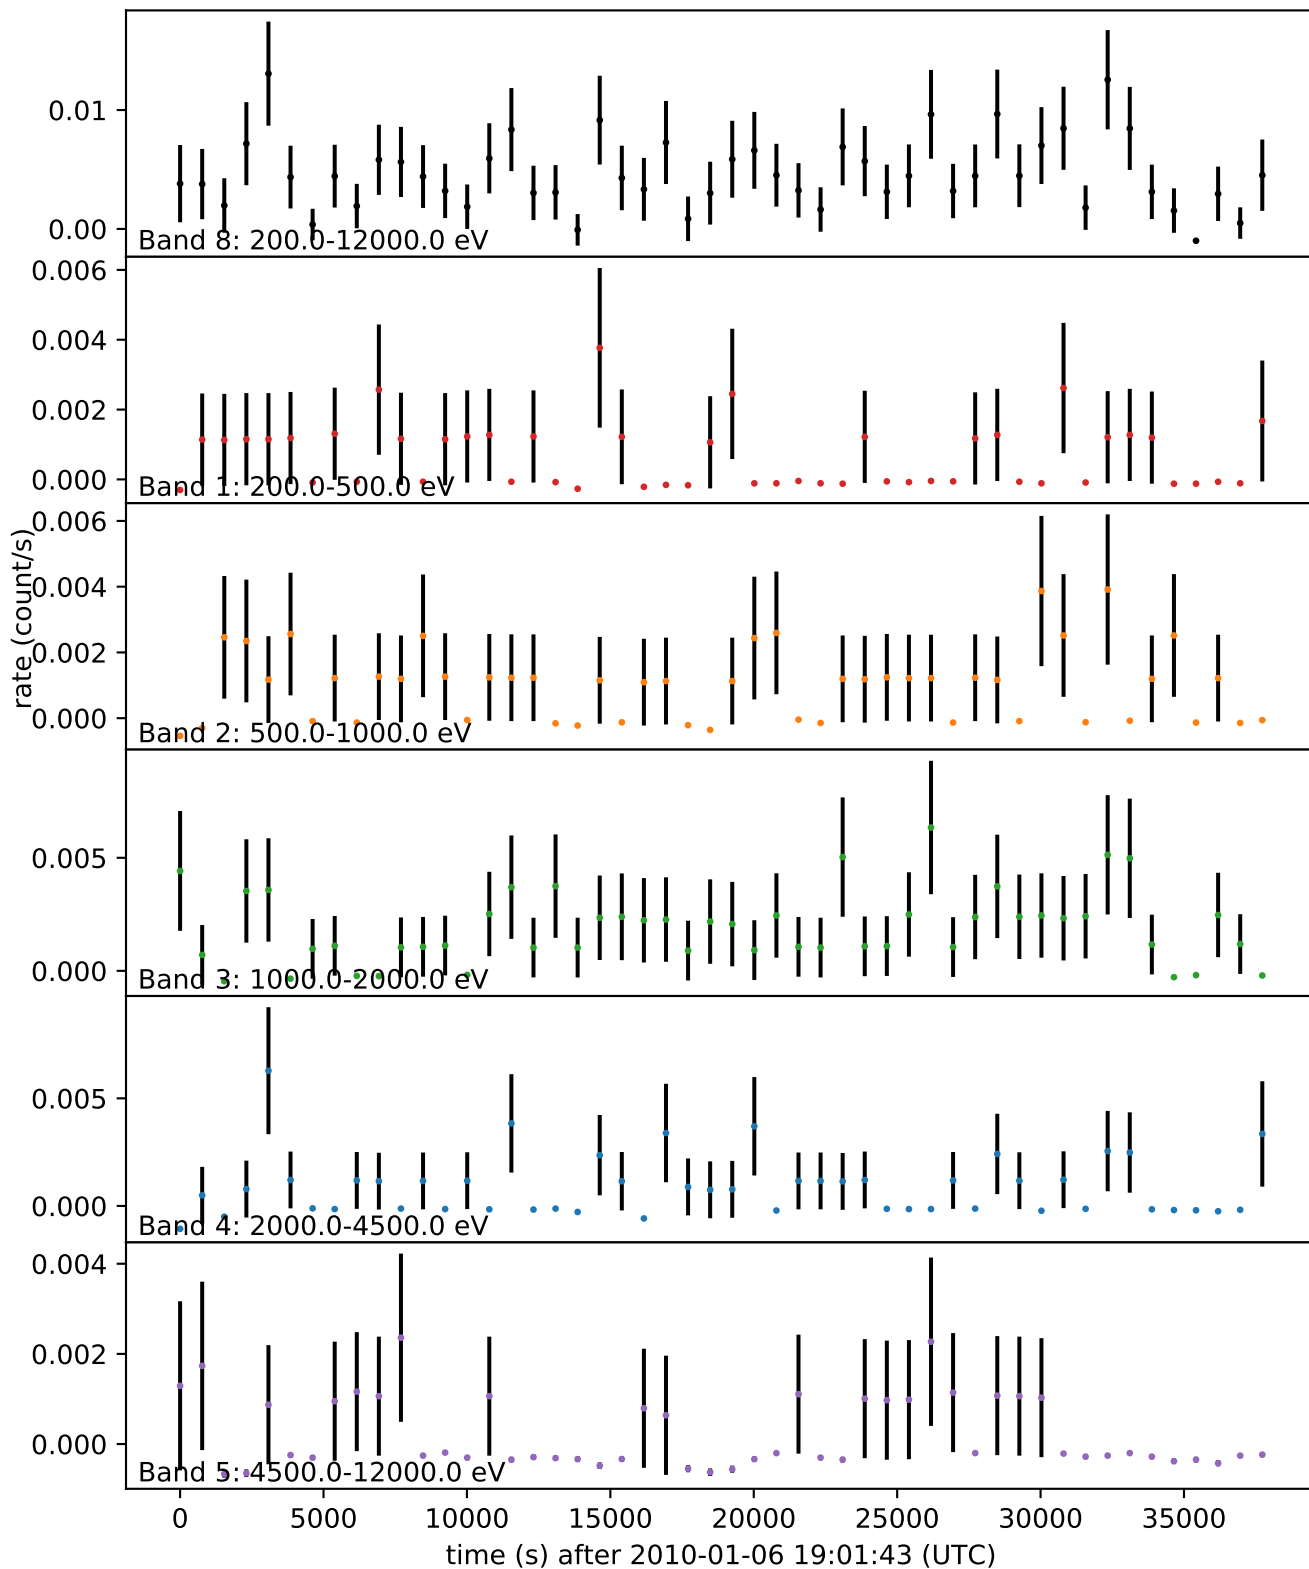 0.01
0.00
Band 8: 200.0-12000.0 eV
0.006
0.004
0.002
0.000
Band 1: 200.0-500.0 eV
rate (count/s)
0.006
0.004
0.002
0.000
Band 2: 500.0-1000.0 eV
0.005
0.000
Band 3: 1000.0-2000.0 eV
0.005
0.000
Band 4: 2000.0-4500.0 eV
0.004
0.002
0.000
Band 5: 4500.0-12000.0 eV
0 5000 10000 15000 20000 25000 30000 35000
time (s) after 2010-01-06 19:01:43 (UTC)